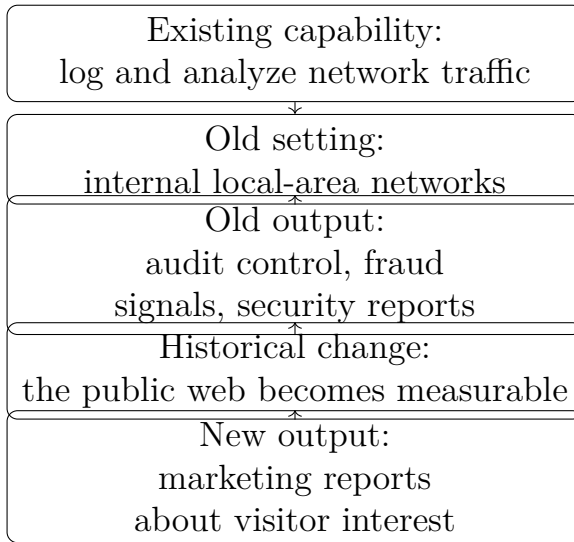 Existing capability:
log and analyze network traffic
Old setting:
internal local-area networks
Old output:
audit control, fraud
signals, security reports
Historical change:
the public web becomes measurable
New output:
marketing reports
about visitor interest